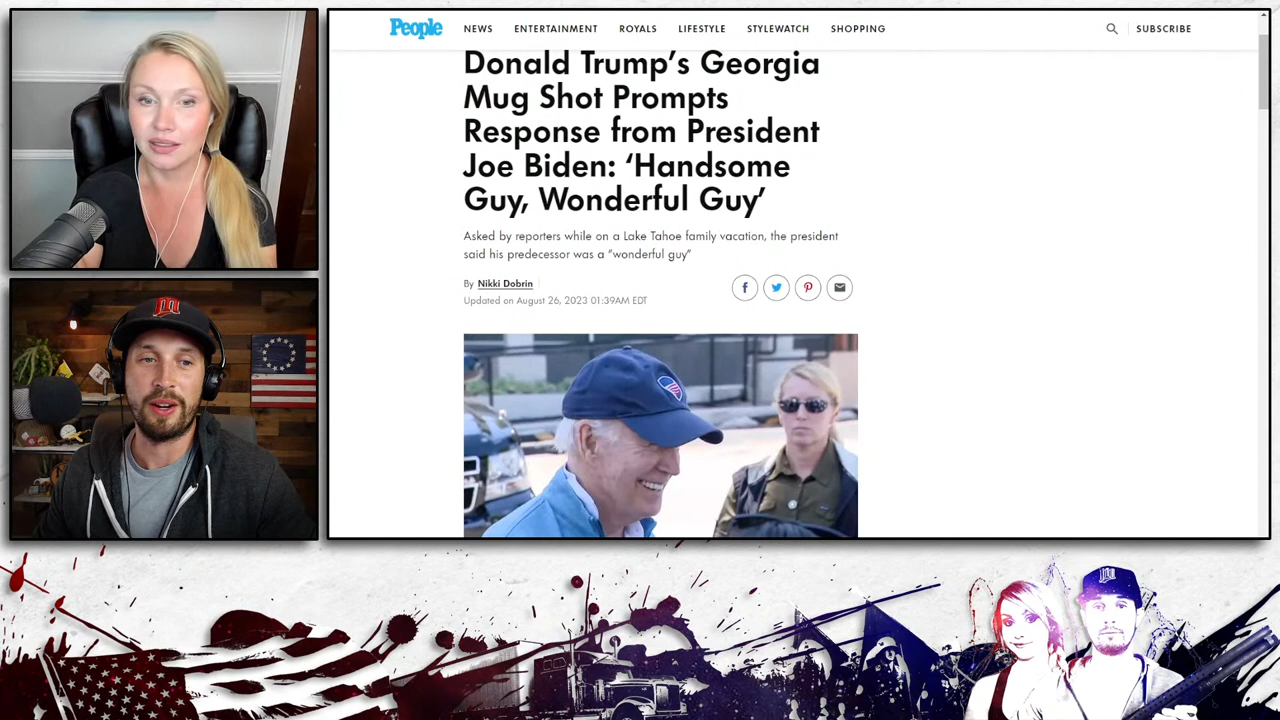 People
NEWS ENTERTAINMENT ROYALS LIFESTYLE STYLEWATCH SHOPPING SUBSCRIBE
Donald Trump's Georgia
Mug Shot Prompts
Response from President
Joe Biden: ‘Handsome
Guy, Wonderful Guy’
Asked by reporters while on a Lake Tahoe family vacation, the president
said his predecessor was a "wonderful guy"
By Nikki Dobrin
Updated on August 26, 2023 01:39AM EDT